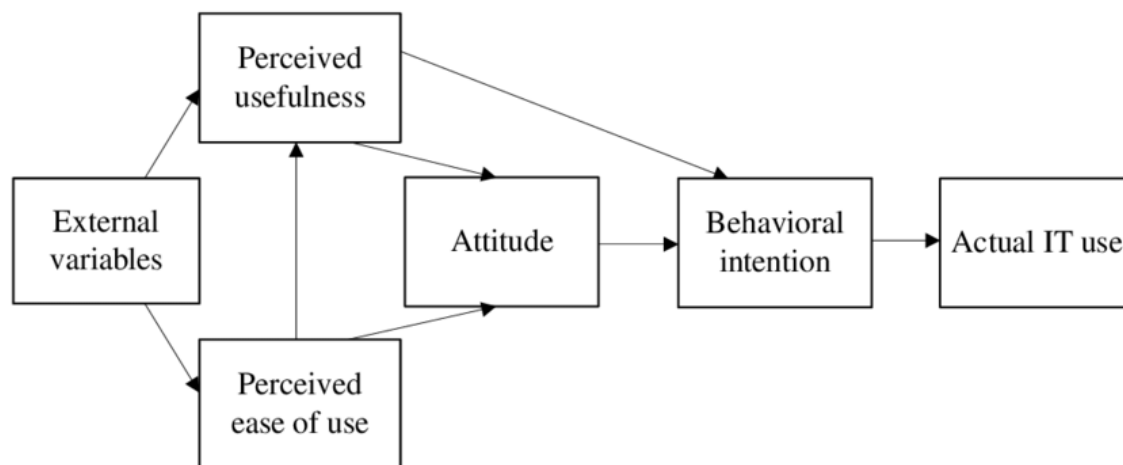 Perceived
usefulness
External
variables
Attitude
Behavioral
intention
Actual IT use
Perceived
ease of use